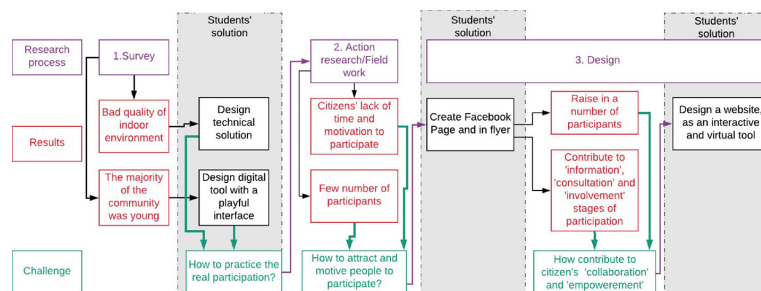 Students'
solution
Students'
solution
Students'
solution
Research
process
1.Survey
2. Action
research/Field
work
3. Design
Results
Bad quality of
indoor
environment
Design
technical
solution
Citizens' lack of
time and
motivation to
participate
Create Facebook
Page and in flyer
Raise in a
number of
participants
Design a website,
as an interactive
and virtual tool
The majority of
the community
was young
Design digital
tool with a
playful
interface
Few number of
participants
Contribute to
'information',
'consultation' and
'involvement'
stages of
participation
Challenge
How to practice the
real participation?
How to attract and
motive people to
participate?
How contribute to
citizen's 'collaboration'
and 'empowerement'